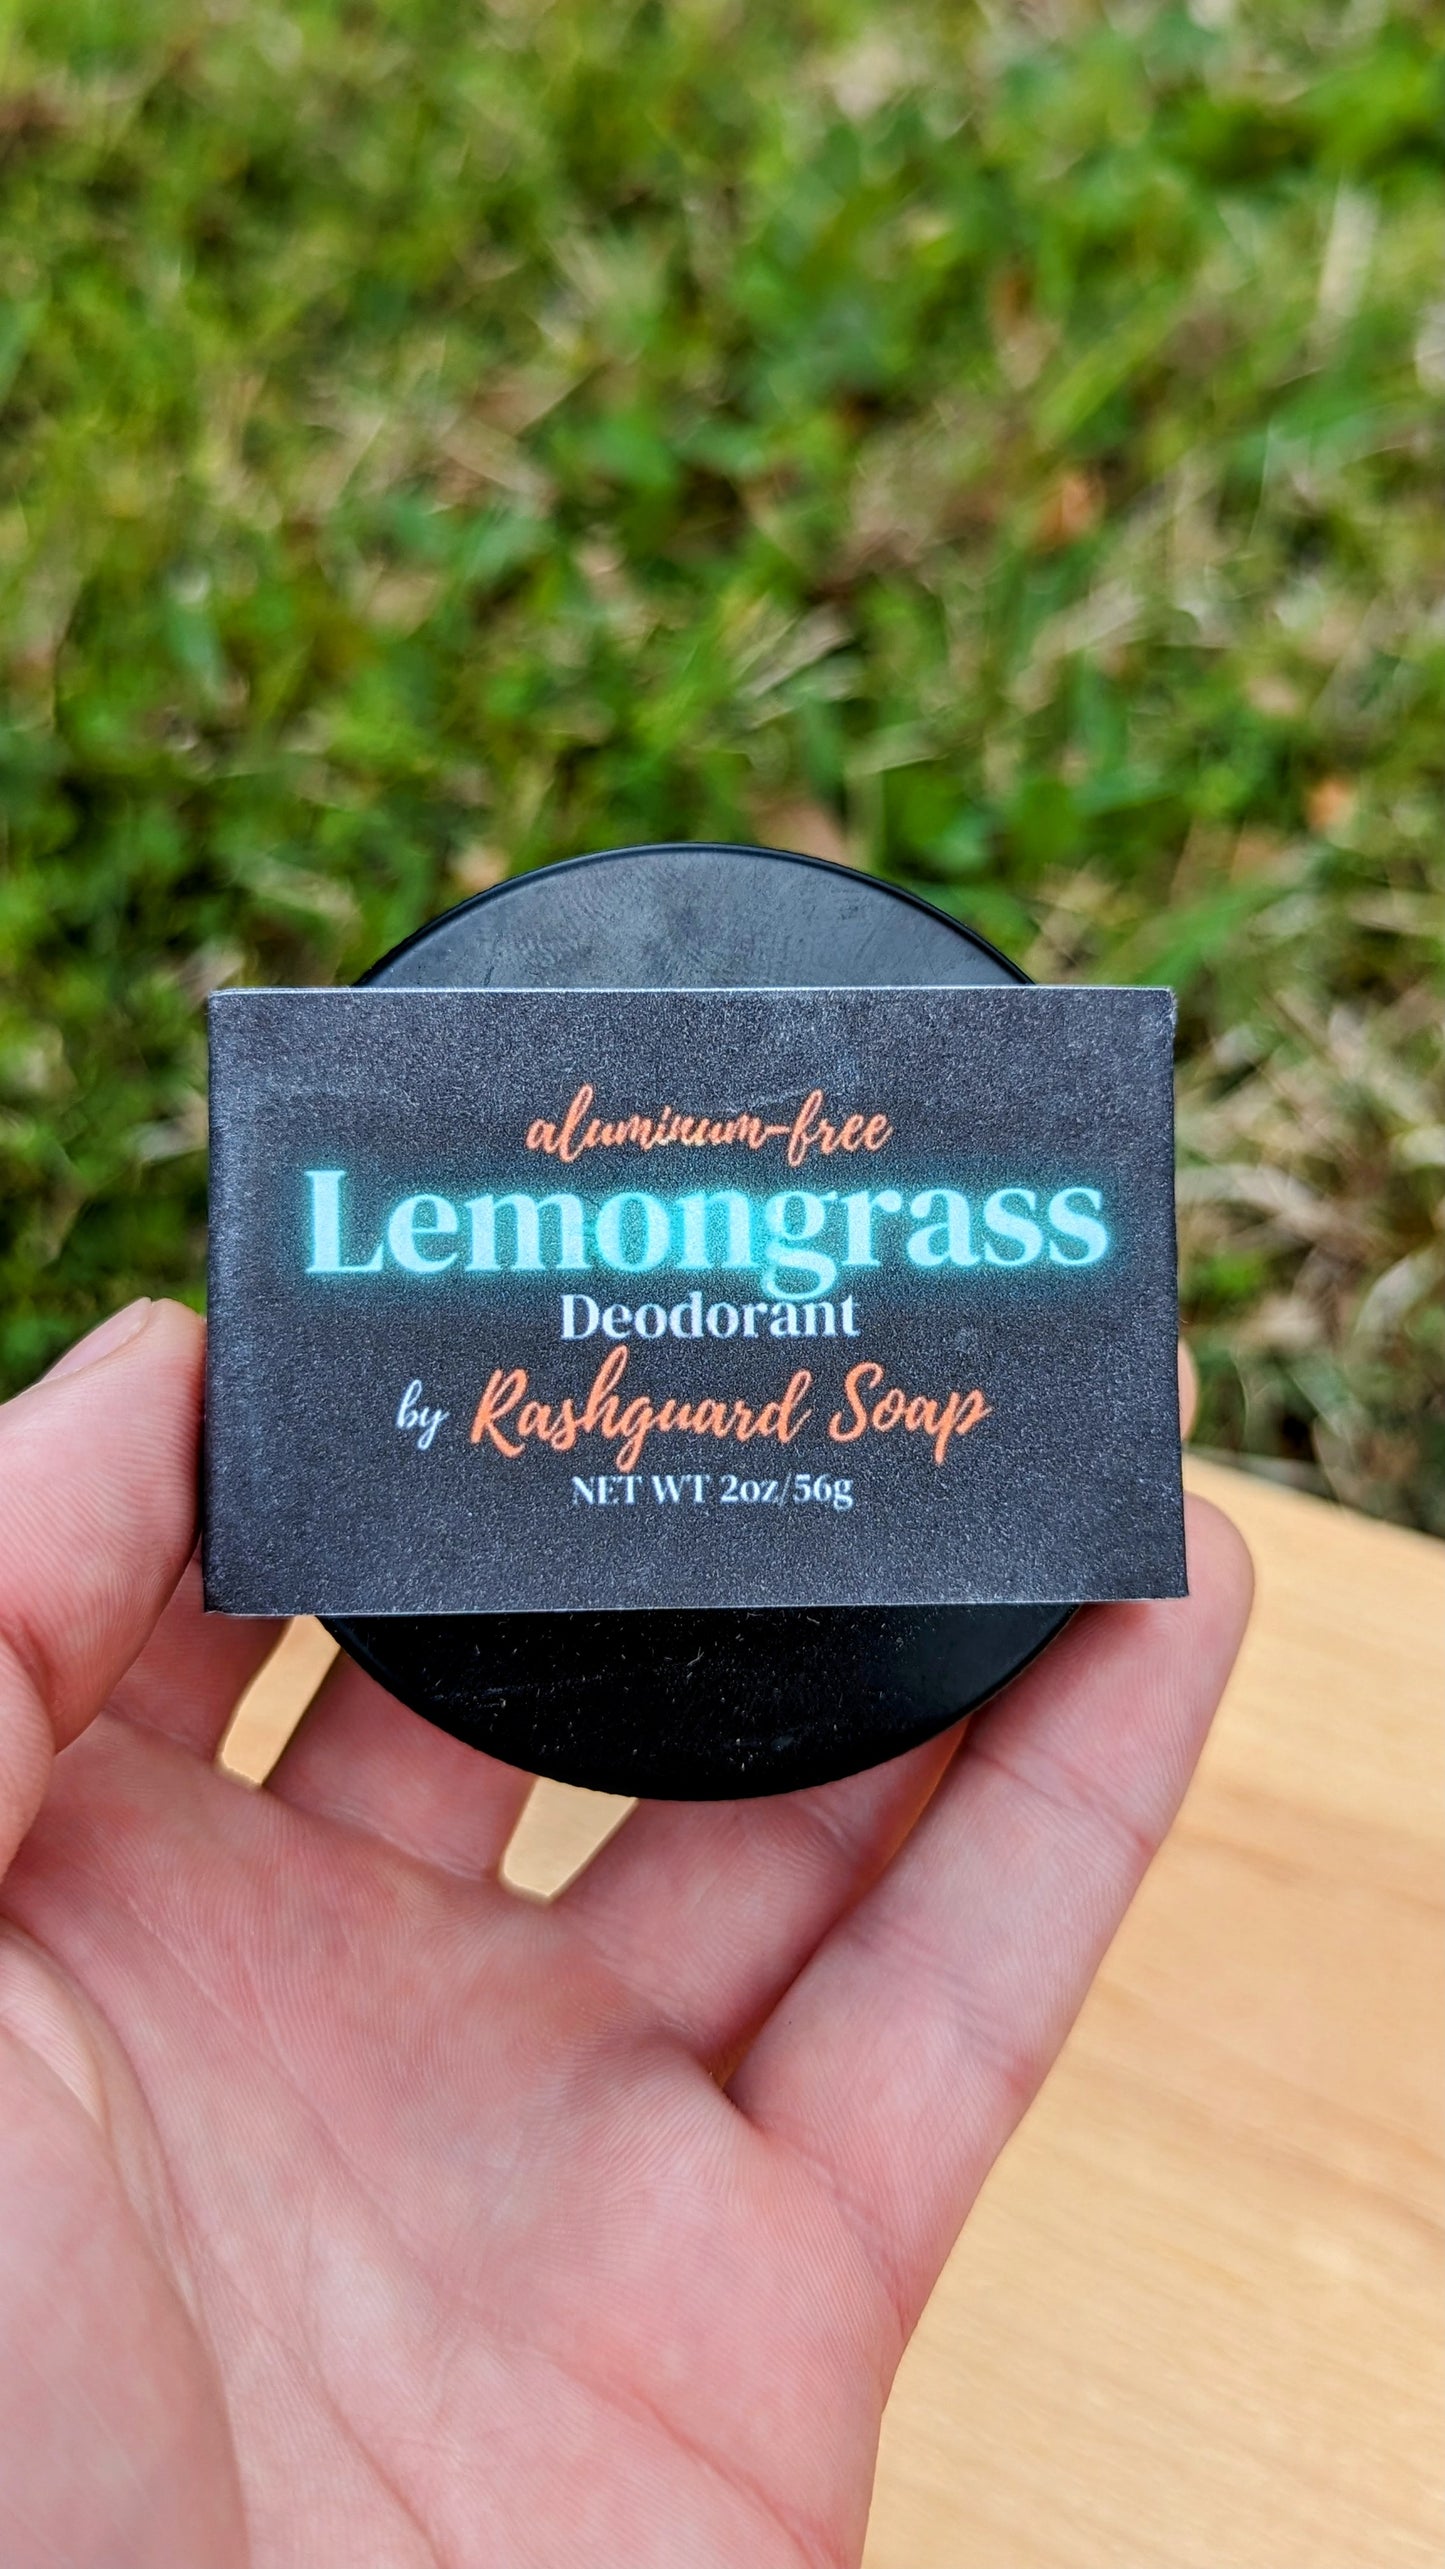 aluminum-free
Lemongrass
Deodorant
by Rashguard Soap
NET WT 2oz/56g